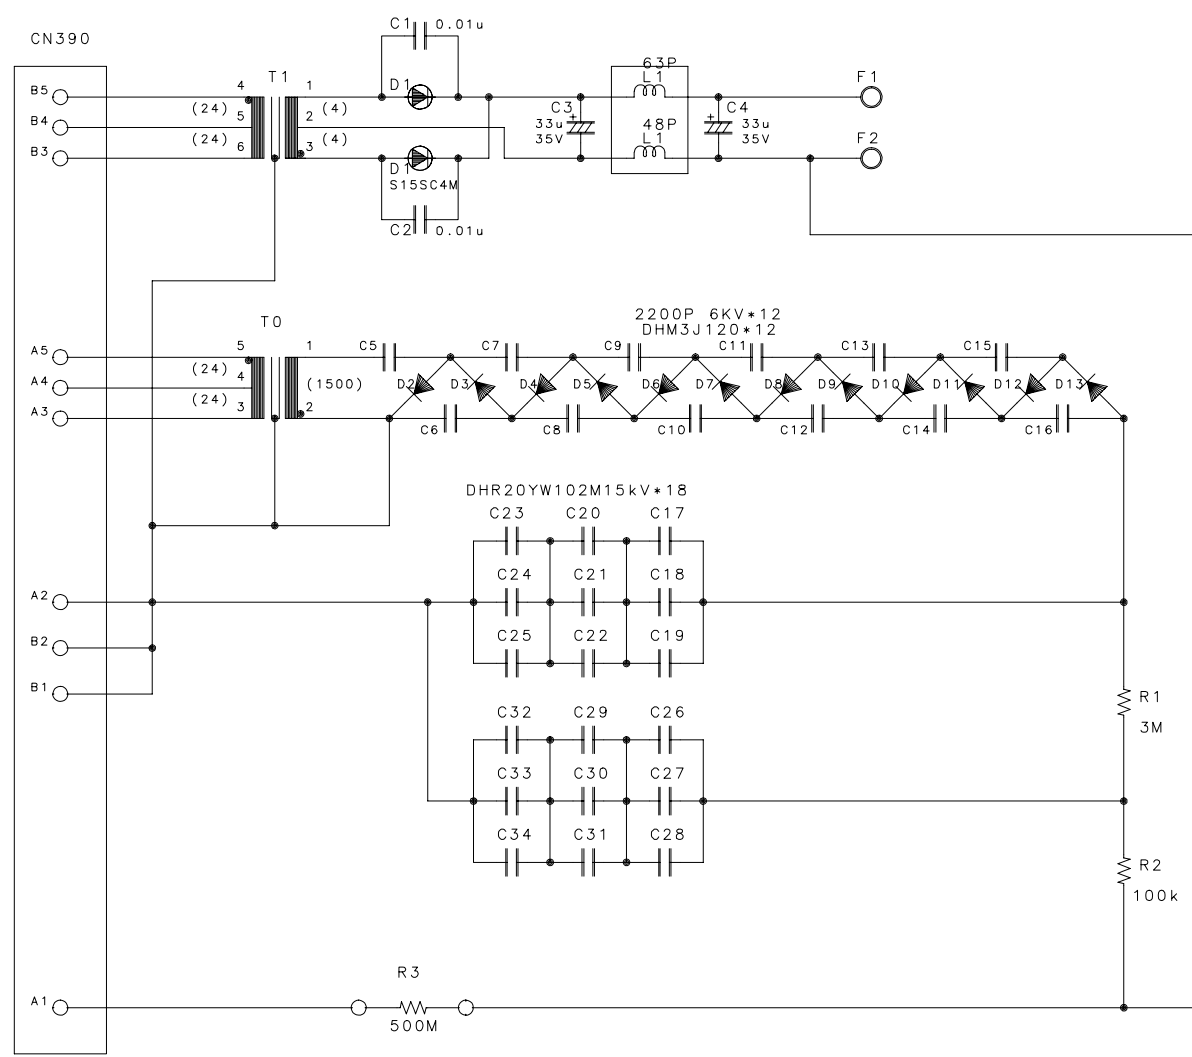 CN390
C1 0.01u
T1
B5
B4
B3
4
5
6
(24)
(24)
1
2
3
(4)
(4)
D1
D1
S15SC4M
C2 0.01u
C3
33u
35V
63P
L1
48P
L1
C4
33u
35V
F1
F2
2200P 6KV*12
DHM3J120*12
T0
A5
A4
A3
5
4
3
(24)
(24)
1
2
(1500)
C5 C7 C9 C11 C13 C15
D2 D3 D4 D5 D6 D7 D8 D9 D10 D11 D12 D13
C6 C8 C10 C12 C14 C16
DHR20YW102M15kV*18
C23 C20 C17
C24 C21 C18
C25 C22 C19
A2
B2
B1
R1
3M
C32 C29 C26
C33 C30 C27
C34 C31 C28
R2
100k
R3
A1
500M